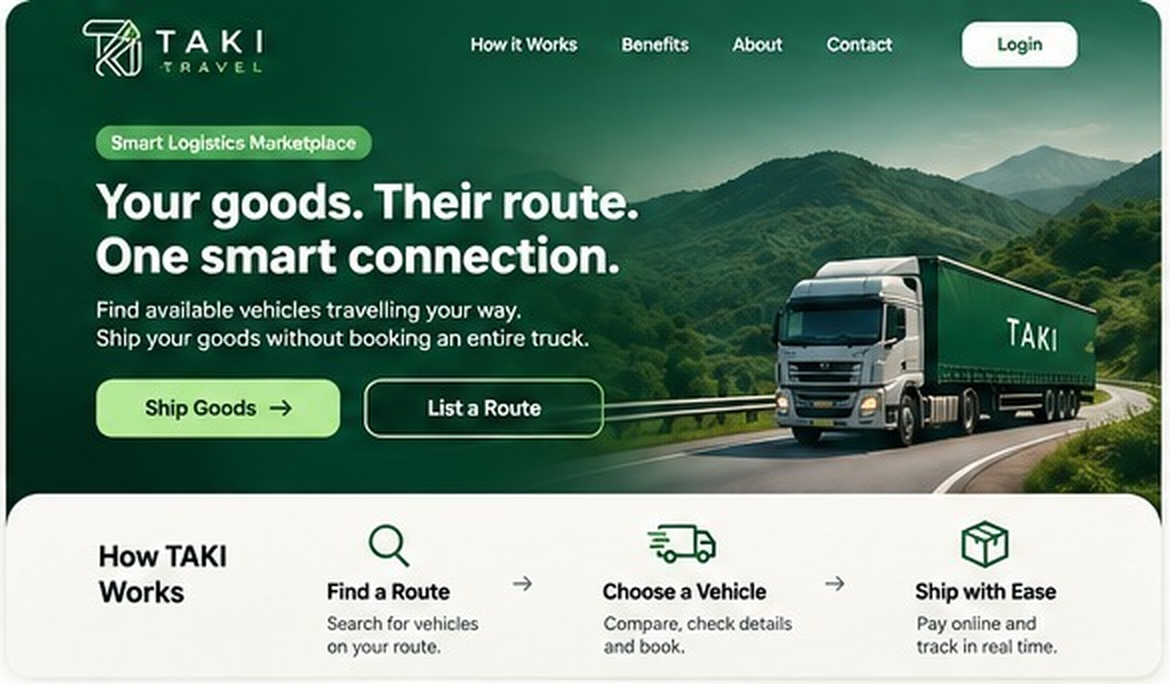 TAKI
TRAVEL
How it Works
Benefits
About
Contact
Login
Smart Logistics Marketplace
Your goods. Their route.
One smart connection.
Find available vehicles travelling your way.
Ship your goods without booking an entire truck.
Ship Goods →
List a Route
TAKI
How TAKI
Works
Find a Route
Search for vehicles
on your route.
→
Choose a Vehicle
Compare, check details
and book.
→
Ship with Ease
Pay online and
track in real time.